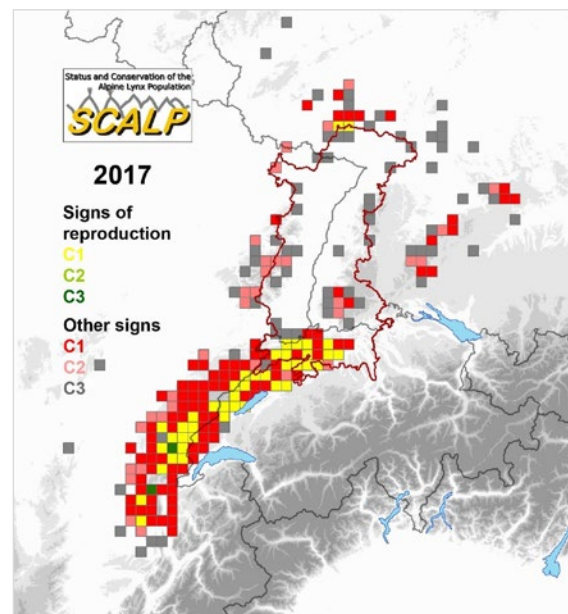 Status and Conservation of the
Alpine Lynx Population
SCALP
2017
Signs of
reproduction
C1
C2
C3
Other signs
C1
C2
C3